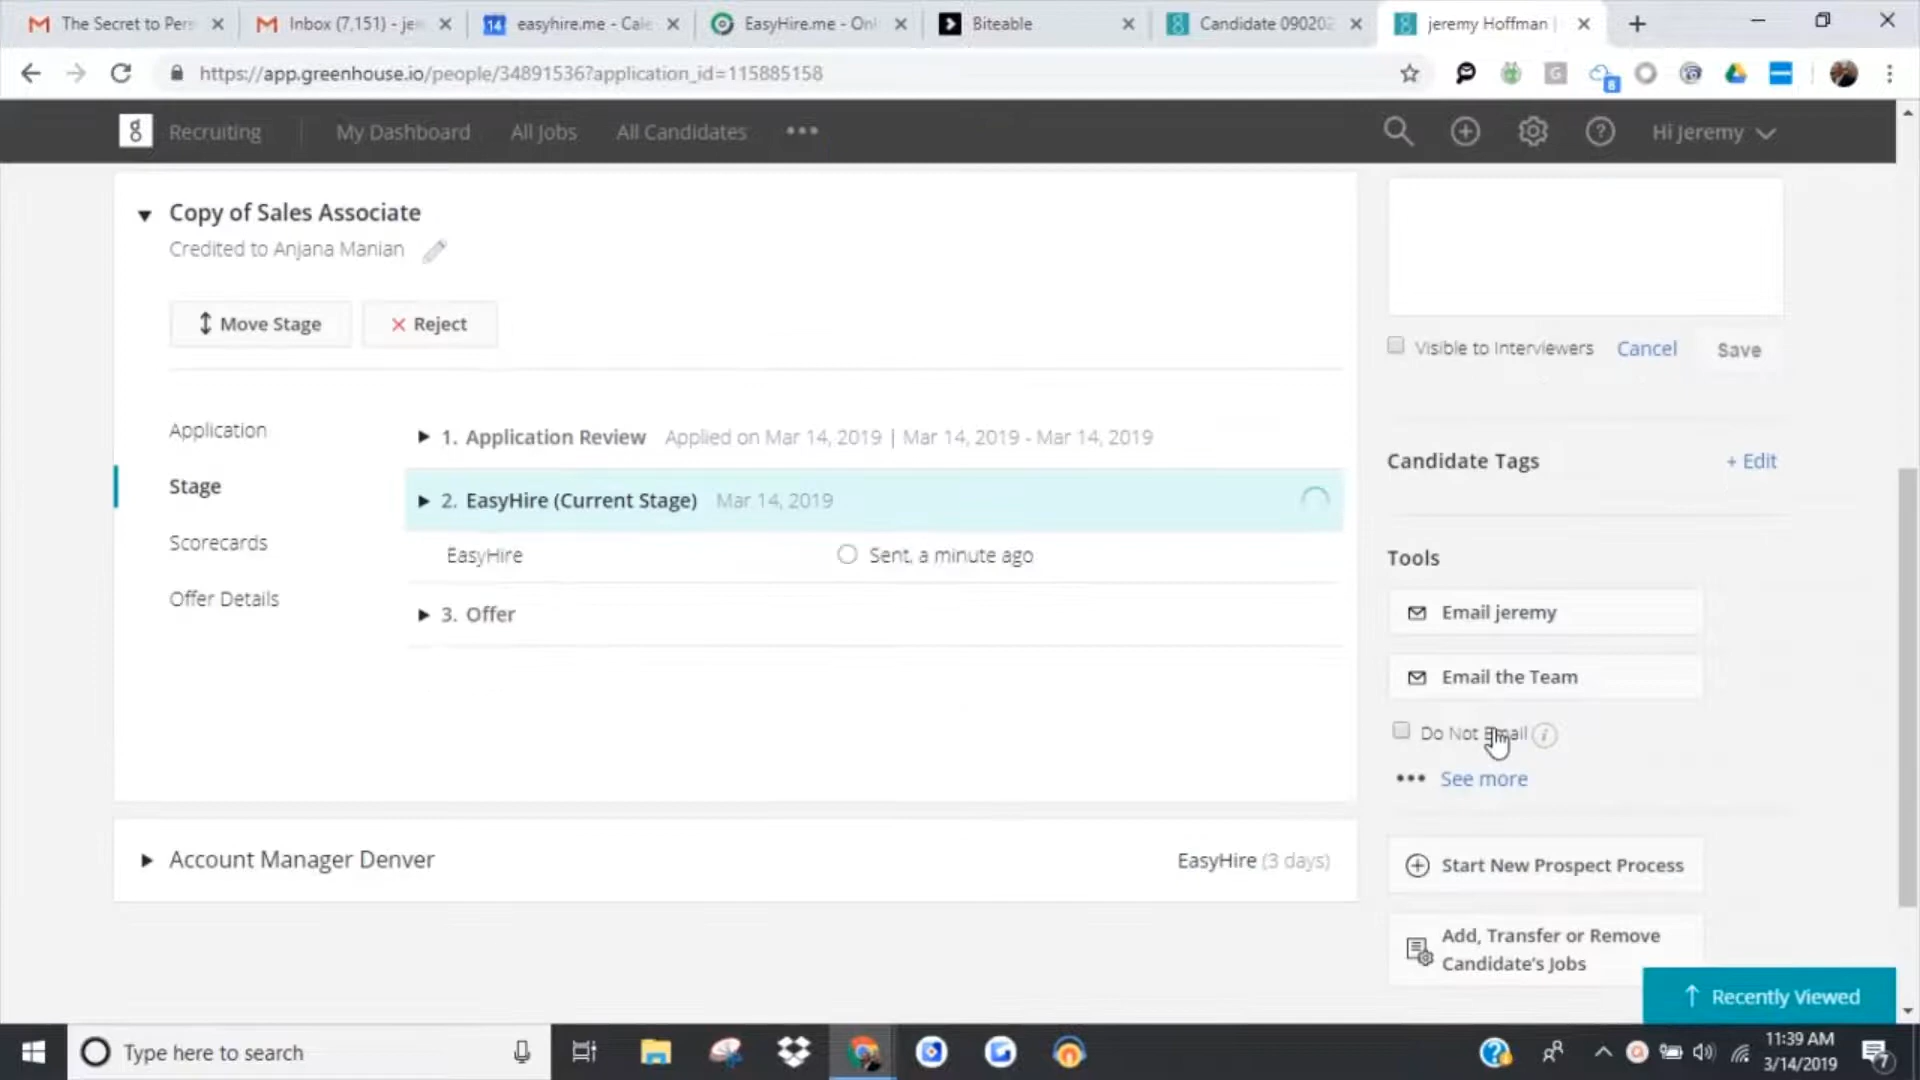 The Secret to Pers
Inbox (7,151) - je
14 easyhire.me - Cale
EasyHire.me - Onl
Biteable
Candidate 090202
jeremy Hoffman |
https://app.greenhouse.io/people/34891536?application_id=115885158
8
g Recruiting
My Dashboard
All Jobs
All Candidates
Hi Jeremy
Copy of Sales Associate
Credited to Anjana Manian
Move Stage
Reject
Visible to Interviewers
Cancel
Save
Application
1. Application Review Applied on Mar 14, 2019 | Mar 14, 2019 - Mar 14, 2019
Candidate Tags
+ Edit
Stage
2. EasyHire (Current Stage) Mar 14, 2019
Scorecards
EasyHire
Sent, a minute ago
Tools
Offer Details
3. Offer
Email jeremy
Email the Team
Do Not Email
See more
Account Manager Denver
EasyHire (3 days)
Start New Prospect Process
Add, Transfer or Remove
Candidate's Jobs
Recently Viewed
Type here to search
11:39 AM
3/14/2019
7